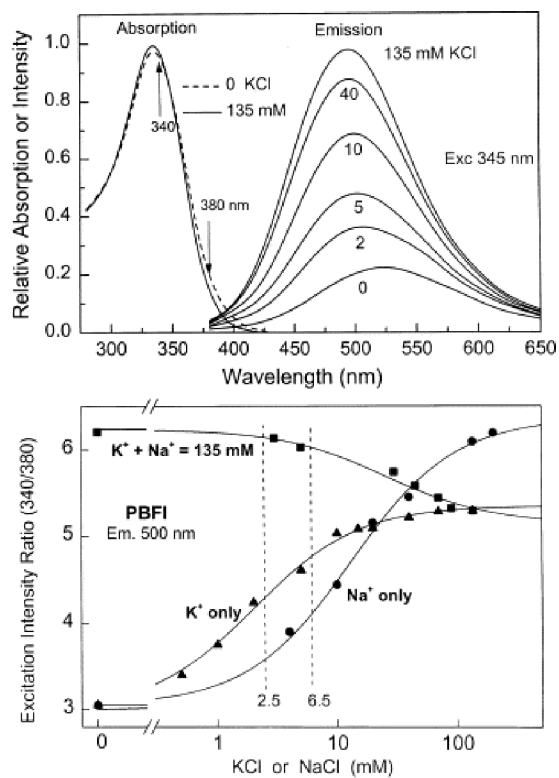 Absorption
Emission
135 mM KCl
0 KCl
135 mM
340
380 nm
40
10
5
2
0
Exc 345 nm
Relative Absorption or Intensity
1.0
0.8
0.6
0.4
0.2
0.0
300 350 400 450 500 550 600 650
Wavelength (nm)
K⁺ + Na⁺ = 135 mM
PBFI
Em. 500 nm
K⁺ only
Na⁺ only
2.5
6.5
Excitation Intensity Ratio (340/380)
6
5
4
3
0 1 10 100
KCl or NaCl (mM)